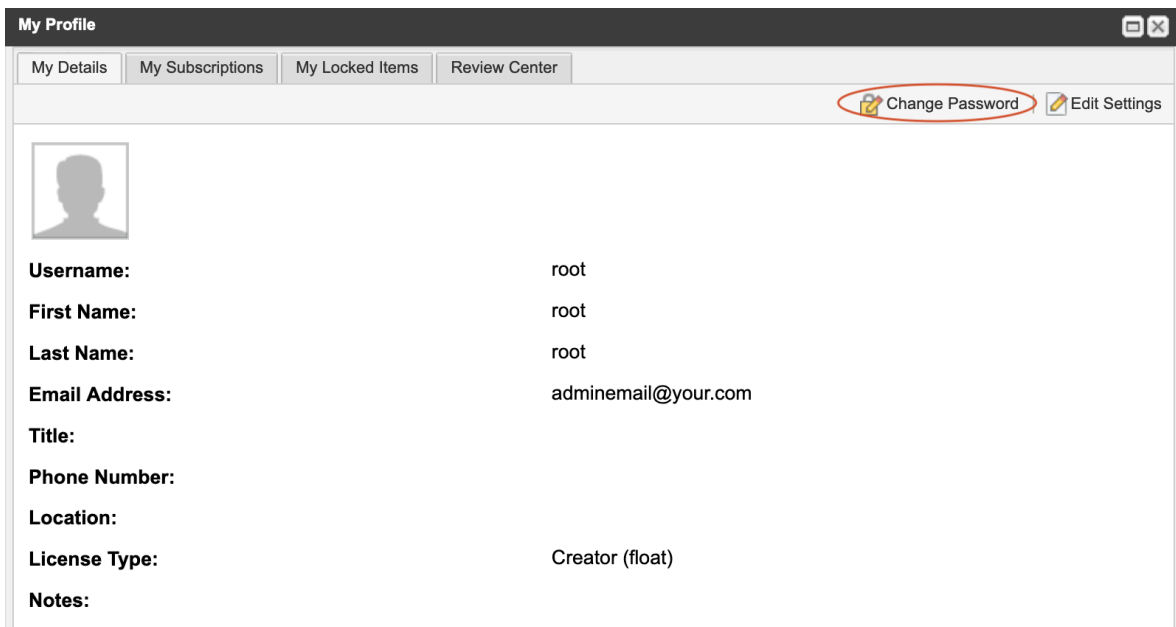 My Profile
My Details My Subscriptions My Locked Items Review Center
Change Password Edit Settings
Username: root
First Name: root
Last Name: root
Email Address: adminemail@your.com
Title:
Phone Number:
Location:
License Type: Creator (float)
Notes: